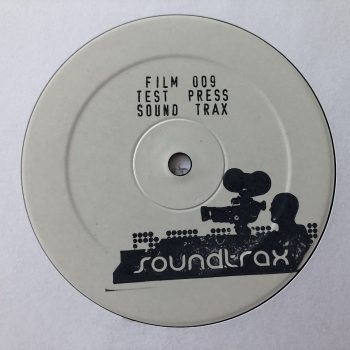 FILM 009
TEST PRESS
SOUND TRAX
soundtrax